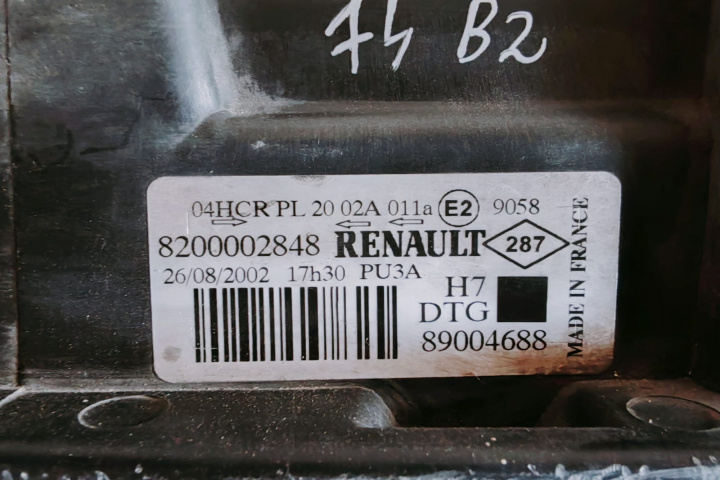 74 B2
04HCR PL 20 02A 011a E2 9058
8200002848 RENAULT 287
26/08/2002 17h30 PU3A
H7
DTG
89004688
MADE IN FRANCE